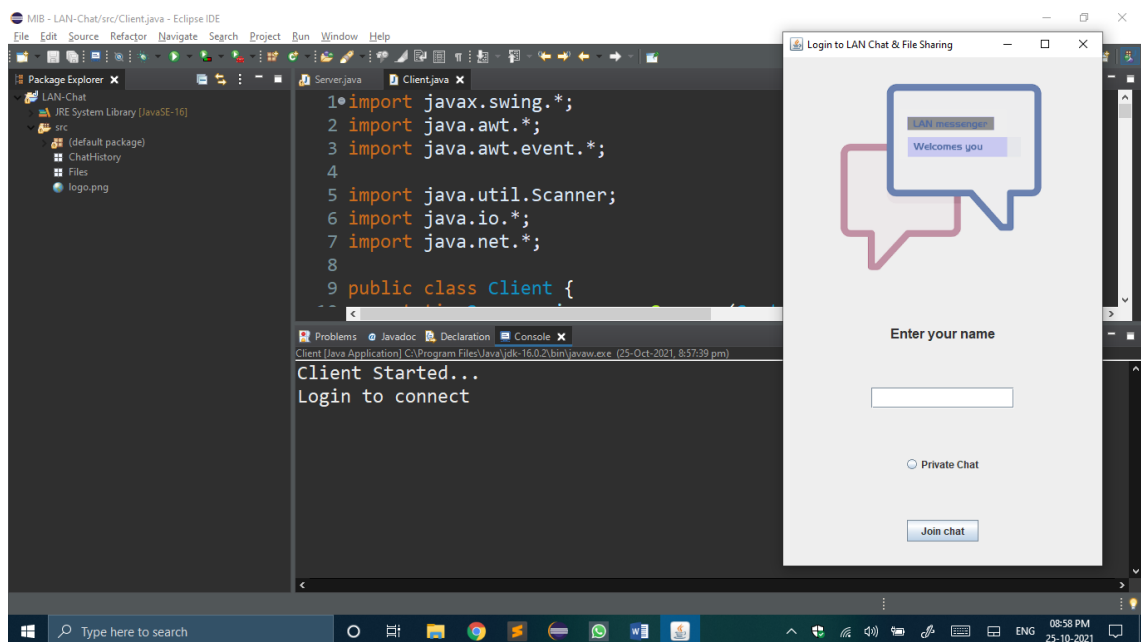 MIB - LAN-Chat/src/Client.java - Eclipse IDE
File Edit Source Refactor Navigate Search Project Run Window Help
Package Explorer
LAN-Chat
JRE System Library [JavaSE-16]
src
(default package)
ChatHistory
Files
logo.png
Server.java Client.java
1 import javax.swing.*;
2 import java.awt.*;
3 import java.awt.event.*;
4
5 import java.util.Scanner;
6 import java.io.*;
7 import java.net.*;
8
9 public class Client {
Problems Javadoc Declaration Console
Client [Java Application] C:\Program Files\Java\jdk-16.0.2\bin\javaw.exe (25-Oct-2021, 8:57:39 pm)
Client Started...
Login to connect
Login to LAN Chat & File Sharing
LAN messenger
Welcomes you
Enter your name
Private Chat
Join chat
Type here to search
ENG
08:58 PM
25-10-2021